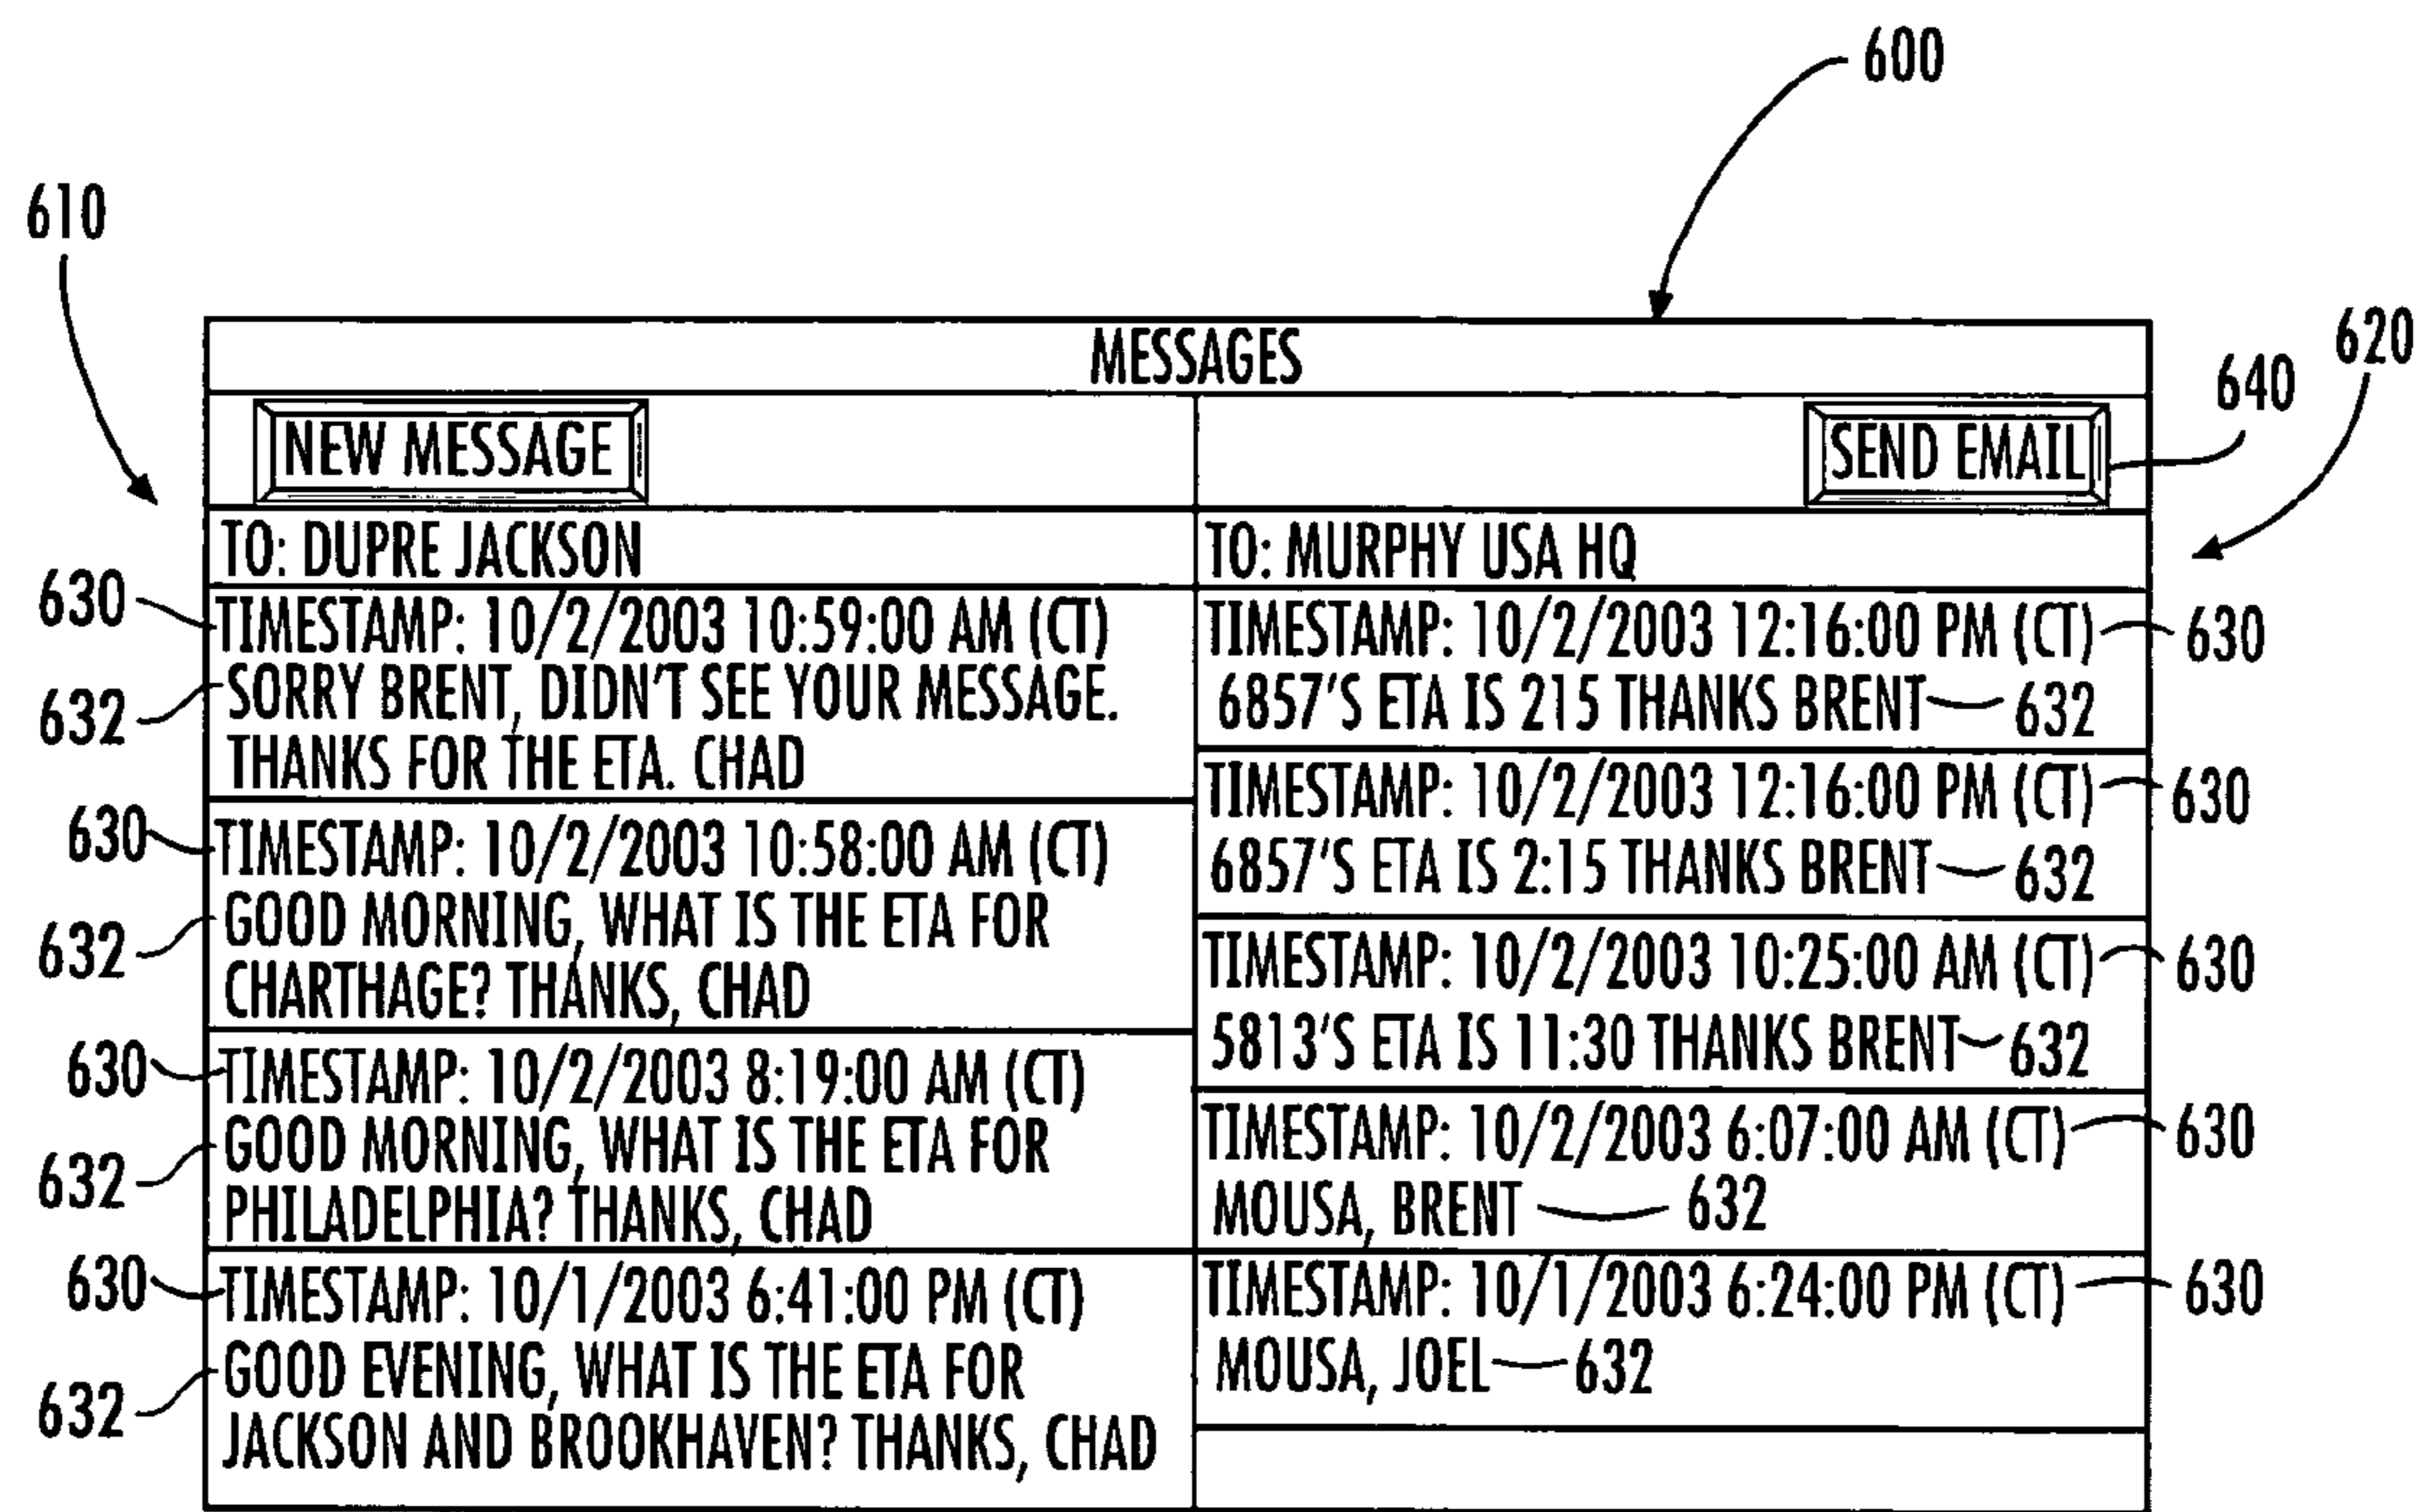 600
610
620
640
MESSAGES
NEW MESSAGE
SEND EMAIL
TO: DUPRE JACKSON
630 TIMESTAMP: 10/2/2003 10:59:00 AM (CT)
632 SORRY BRENT, DIDN'T SEE YOUR MESSAGE.
THANKS FOR THE ETA. CHAD
630 TIMESTAMP: 10/2/2003 10:58:00 AM (CT)
632 GOOD MORNING, WHAT IS THE ETA FOR
CHARTHAGE? THANKS, CHAD
630 TIMESTAMP: 10/2/2003 8:19:00 AM (CT)
632 GOOD MORNING, WHAT IS THE ETA FOR
PHILADELPHIA? THANKS, CHAD
630 TIMESTAMP: 10/1/2003 6:41:00 PM (CT)
632 GOOD EVENING, WHAT IS THE ETA FOR
JACKSON AND BROOKHAVEN? THANKS, CHAD
TO: MURPHY USA HQ
TIMESTAMP: 10/2/2003 12:16:00 PM (CT) 630
6857'S ETA IS 215 THANKS BRENT 632
TIMESTAMP: 10/2/2003 12:16:00 PM (CT) 630
6857'S ETA IS 2:15 THANKS BRENT 632
TIMESTAMP: 10/2/2003 10:25:00 AM (CT) 630
5813'S ETA IS 11:30 THANKS BRENT 632
TIMESTAMP: 10/2/2003 6:07:00 AM (CT) 630
MOUSA, BRENT 632
TIMESTAMP: 10/1/2003 6:24:00 PM (CT) 630
MOUSA, JOEL 632